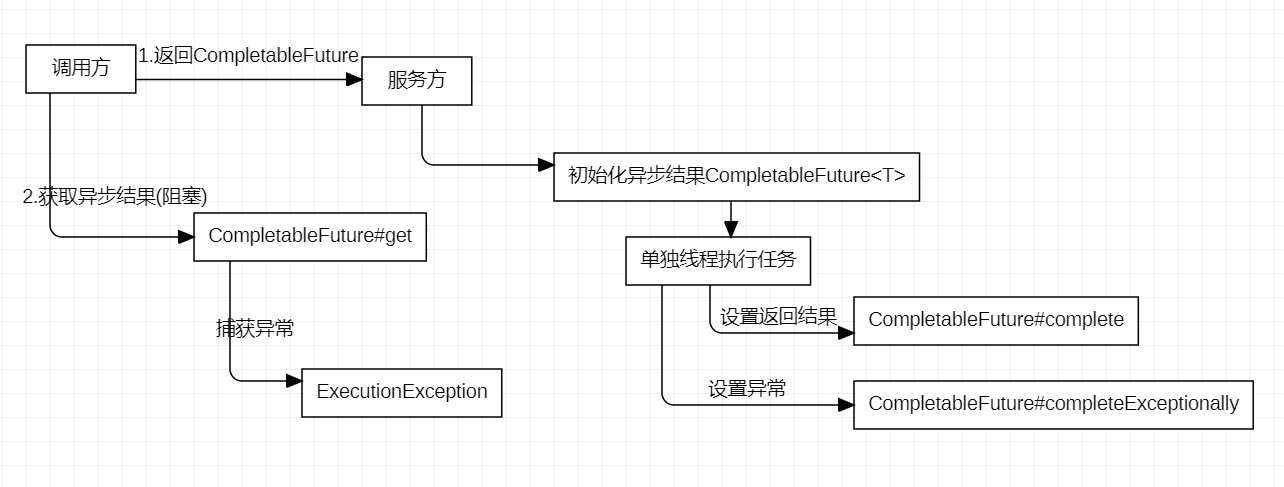 调用方
1.返回CompletableFuture
服务方
初始化异步结果CompletableFuture<T>
2.获取异步结果(阻塞)
CompletableFuture#get
单独线程执行任务
设置返回结果
CompletableFuture#complete
捕获异常
ExecutionException
设置异常
CompletableFuture#completeExceptionally